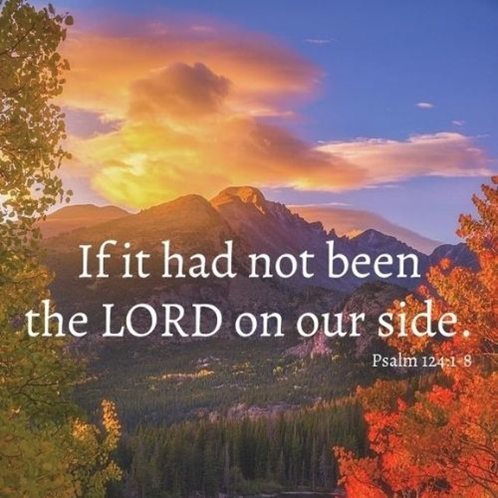 If it had not been
the LORD on our side.
Psalm 124:1-8